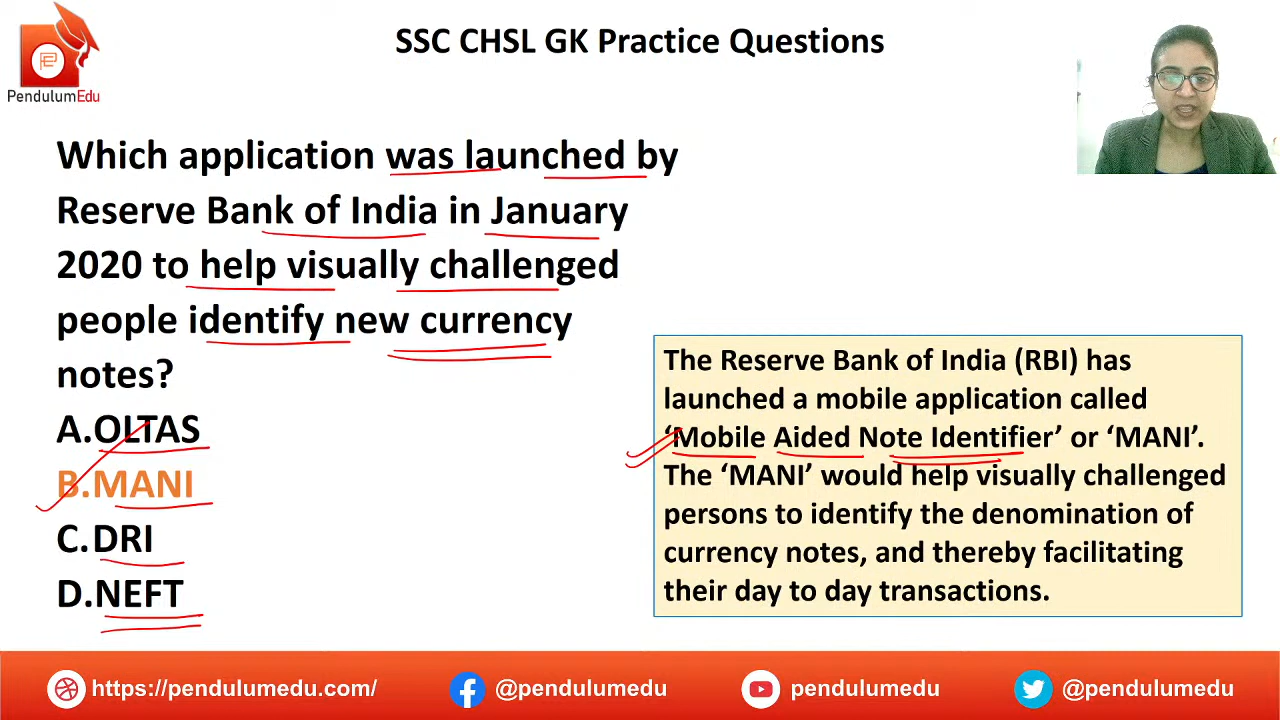 SSC CHSL GK Practice Questions
PendulumEdu
Which application was launched by
Reserve Bank of India in January
2020 to help visually challenged
people identify new currency
notes?
A.OLTAS
B.MANI
C.DRI
D.NEFT
The Reserve Bank of India (RBI) has
launched a mobile application called
‘Mobile Aided Note Identifier’ or ‘MANI’.
The ‘MANI’ would help visually challenged
persons to identify the denomination of
currency notes, and thereby facilitating
their day to day transactions.
https://pendulumedu.com/
@pendulumedu
pendulumedu
@pendulumedu